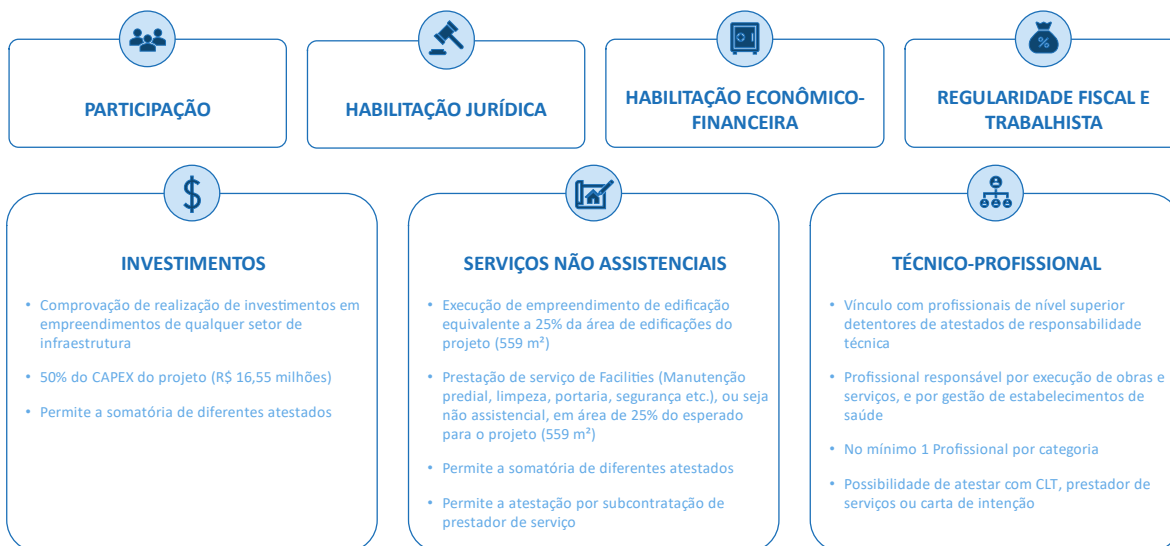 PARTICIPAÇÃO
HABILITAÇÃO JURÍDICA
HABILITAÇÃO ECONÔMICO-
FINANCEIRA
REGULARIDADE FISCAL E
TRABALHISTA
INVESTIMENTOS
• Comprovação de realização de investimentos em
empreendimentos de qualquer setor de
infraestrutura
• 50% do CAPEX do projeto (R$ 16,55 milhões)
• Permite a somatória de diferentes atestados
SERVIÇOS NÃO ASSISTENCIAIS
• Execução de empreendimento de edificação
equivalente a 25% da área de edificações do
projeto (559 m²)
• Prestação de serviço de Facilities (Manutenção
predial, limpeza, portaria, segurança etc.), ou seja
não assistencial, em área de 25% do esperado
para o projeto (559 m²)
• Permite a somatória de diferentes atestados
• Permite a atestação por subcontratação de
prestador de serviço
TÉCNICO-PROFISSIONAL
• Vínculo com profissionais de nível superior
detentores de atestados de responsabilidade
técnica
• Profissional responsável por execução de obras e
serviços, e por gestão de estabelecimentos de
saúde
• No mínimo 1 Profissional por categoria
• Possibilidade de atestar com CLT, prestador de
serviços ou carta de intenção